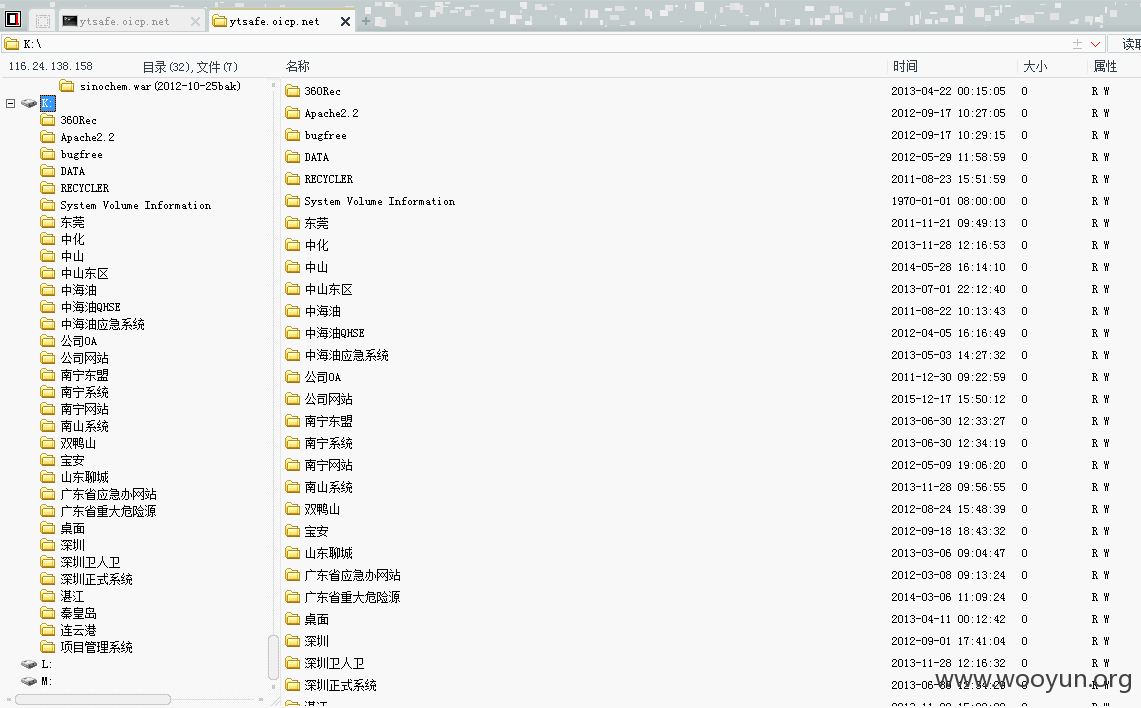 ytsafe.oicp.net
ytsafe.oicp.net
K:\
读取
116.24.138.158 目录(32),文件(7) 名称 时间 大小 属性
sinochem.war(2012-10-25bak)
K:
360Rec
Apache2.2
bugfree
DATA
RECYCLER
System Volume Information
东莞
中化
中山
中山东区
中海油
中海油QHSE
中海油应急系统
公司OA
公司网站
南宁东盟
南宁系统
南宁网站
南山系统
双鸭山
宝安
山东聊城
广东省应急办网站
广东省重大危险源
桌面
深圳
深圳卫人卫
深圳正式系统
湛江
秦皇岛
连云港
项目管理系统
L:
M:
360Rec 2013-04-22 00:15:05 0 R W
Apache2.2 2012-09-17 10:27:05 0 R W
bugfree 2012-09-17 10:29:15 0 R W
DATA 2012-05-29 11:58:59 0 R W
RECYCLER 2011-08-23 15:51:59 0 R W
System Volume Information 1970-01-01 08:00:00 0 R W
东莞 2011-11-21 09:49:13 0 R W
中化 2013-11-28 12:16:53 0 R W
中山 2014-05-28 16:14:10 0 R W
中山东区 2013-07-01 22:12:40 0 R W
中海油 2011-08-22 10:13:43 0 R W
中海油QHSE 2012-04-05 16:16:49 0 R W
中海油应急系统 2013-05-03 14:27:32 0 R W
公司OA 2011-12-30 09:22:59 0 R W
公司网站 2015-12-17 15:50:12 0 R W
南宁东盟 2013-06-30 12:33:27 0 R W
南宁系统 2013-06-30 12:34:19 0 R W
南宁网站 2012-05-09 19:06:20 0 R W
南山系统 2013-11-28 09:56:55 0 R W
双鸭山 2012-08-24 15:48:39 0 R W
宝安 2012-09-18 18:43:32 0 R W
山东聊城 2013-03-06 09:04:47 0 R W
广东省应急办网站 2012-03-08 09:13:24 0 R W
广东省重大危险源 2014-03-06 11:09:24 0 R W
桌面 2013-04-11 00:12:42 0 R W
深圳 2012-09-01 17:41:04 0 R W
深圳卫人卫 2013-11-28 12:16:32 0 R W
深圳正式系统 0 R W
湛江
www.wooyun.org